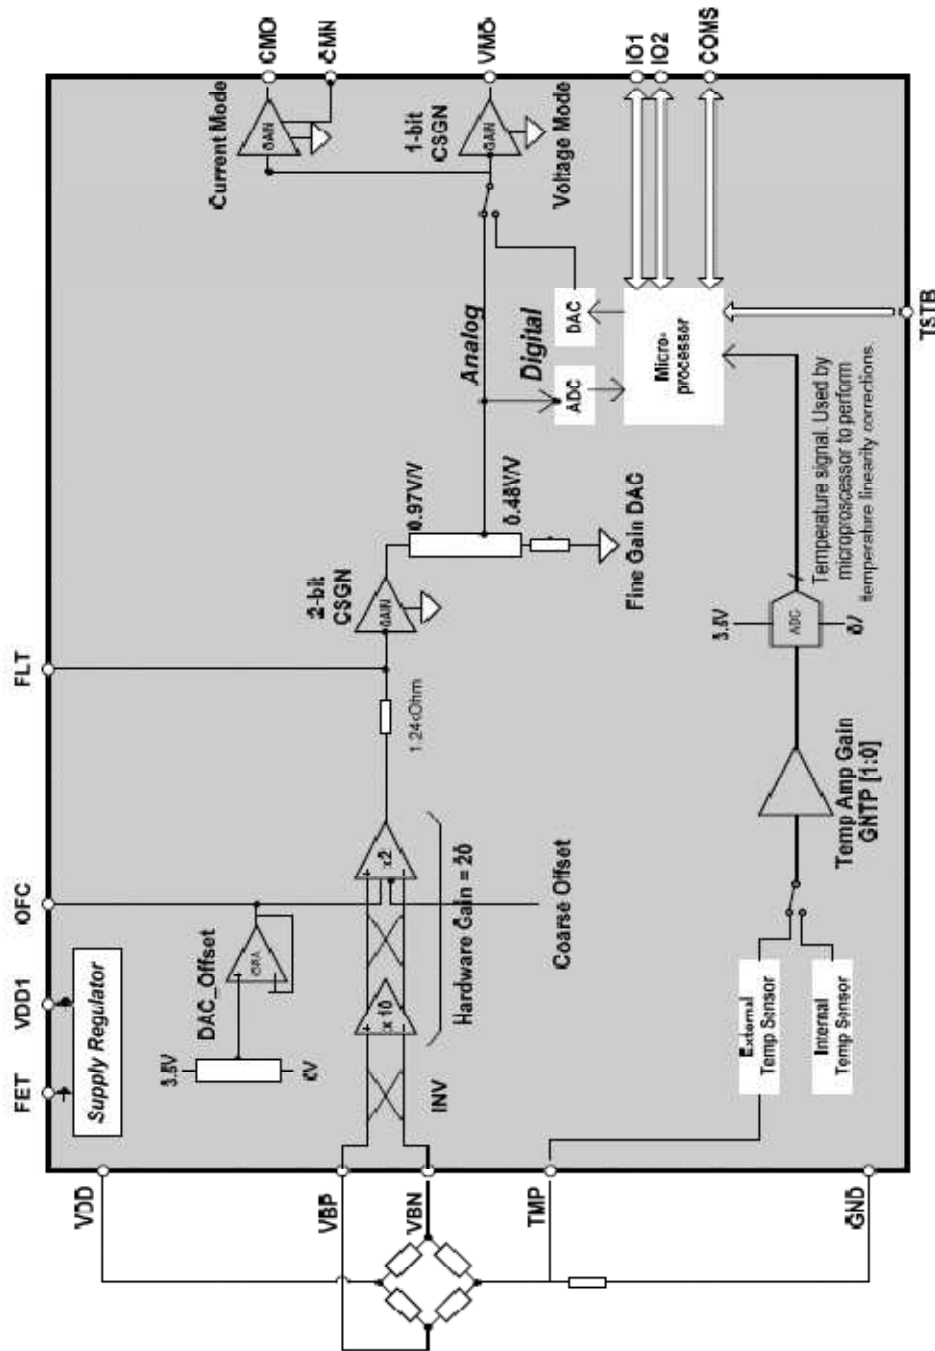 CMO
CMN
VMO
IO1
IO2
COMS
Current Mode
GAIN
1-bit
CSGN
GAIN
Voltage Mode
Analog
Digital
DAC
ADC
Micro-
processor
TSTB
0.97V/V
0.48V/V
Fine Gain DAC
2-bit
CSGN
GAIN
FLT
Temperature signal. Used by
microproscessor to perform
temperature linearity corrections.
3.5V
ADC
1.24kOhm
Temp Amp Gain
GNTP [1:0]
OFC
x2
Hardware Gain = 20
Coarse Offset
DAC_Offset
VDD1
FET
Supply Regulator
3.5V
0V
x 10
INV
External
Temp Sensor
Internal
Temp Sensor
VDD
VBP
VBN
TMP
GND